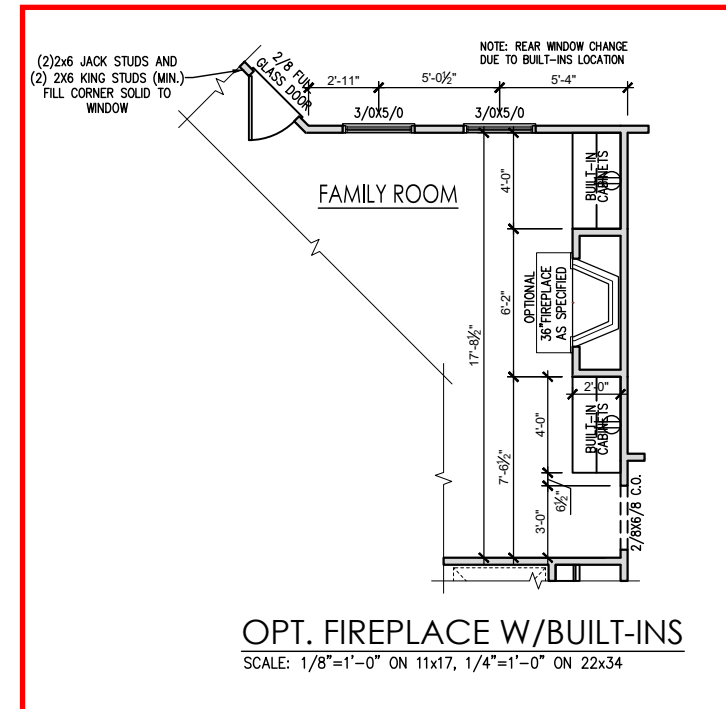 (2)2x6 JACK STUDS AND
(2) 2X6 KING STUDS (MIN.)
FILL CORNER SOLID TO
WINDOW
2/8 FULL
GLASS DOOR
NOTE: REAR WINDOW CHANGE
DUE TO BUILT-INS LOCATION
2'-11"
5'-0½"
5'-4"
3/0X5/0
3/0X5/0
FAMILY ROOM
4'-0"
BUILT-IN
CABINETS
6'-2"
OPTIONAL
36"FIREPLACE
AS SPECIFIED
17'-8½"
2'-0"
4'-0"
BUILT-IN
CABINETS
7'-6½"
6½"
3'-0"
2/8X6/8 C.O.
OPT. FIREPLACE W/BUILT-INS
SCALE: 1/8"=1'-0" ON 11x17, 1/4"=1'-0" ON 22x34